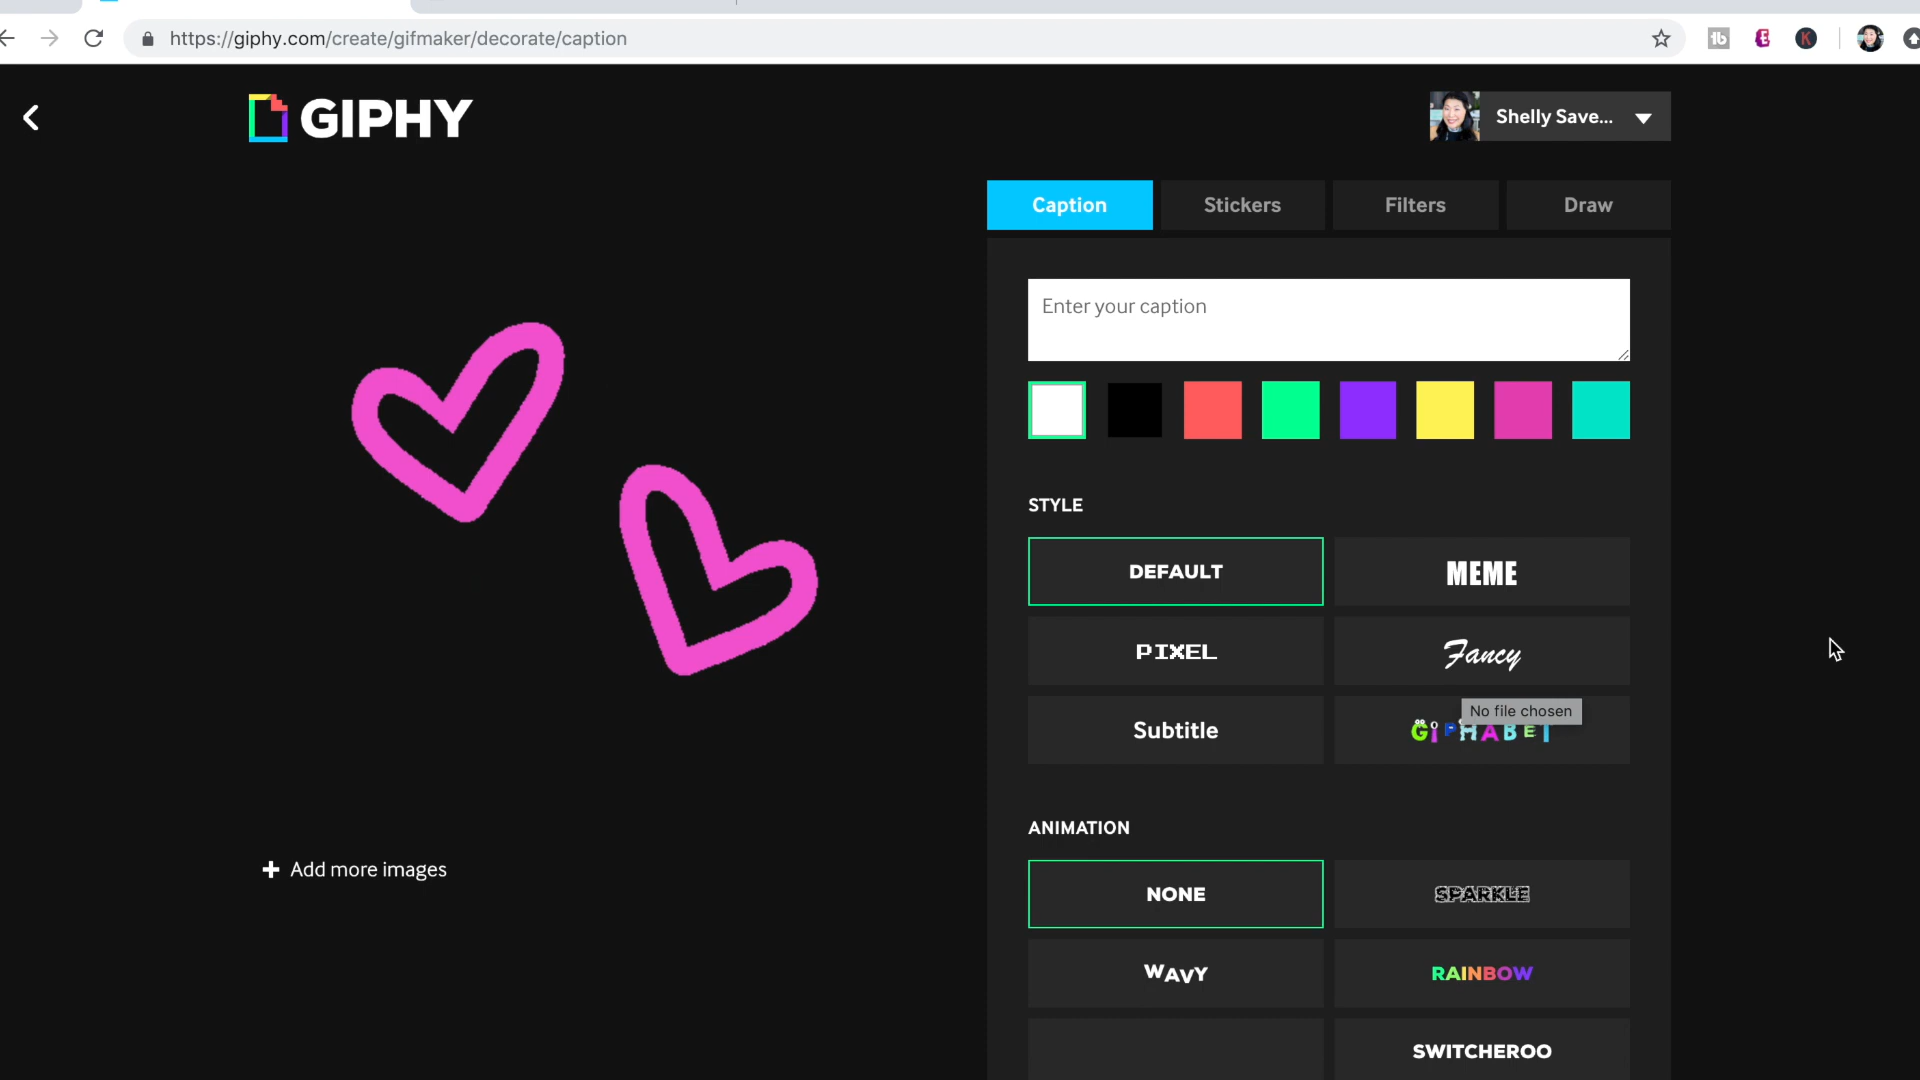 https://giphy.com/create/gifmaker/decorate/caption
GIPHY
Shelly Save...
Caption Stickers Filters Draw
Enter your caption
STYLE
DEFAULT MEME
PIXEL Fancy
No file chosen
Subtitle GIPHABET
ANIMATION
Add more images
NONE SPARKLE
WAVY RAINBOW
SWITCHEROO